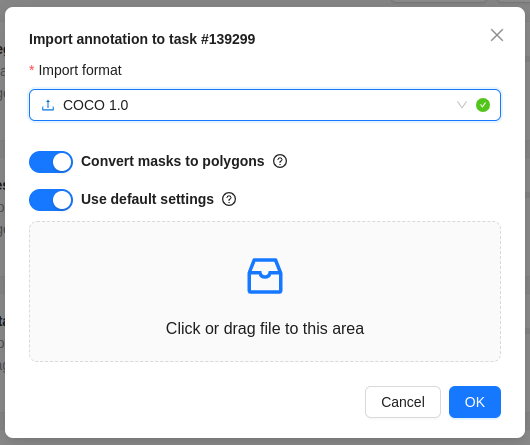 Import annotation to task #139299
* Import format
COCO 1.0
Convert masks to polygons
Use default settings
Click or drag file to this area
Cancel OK